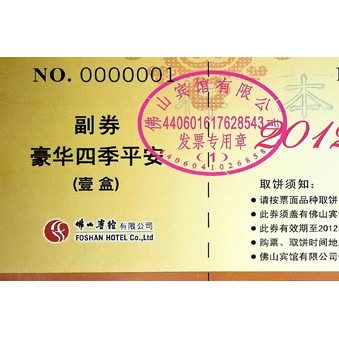 NO. 0000001
副券
豪华四季平安
(壹 盒)
佛山宾馆有限公司
FOSHAN HOTEL Co.,Ltd
佛山宾馆有限公司
440601617628543
发票专用章
(1)
4406041026858
本
2012
取饼须知：
请按票面品种取饼
此券须盖有佛山宾
此券有效期至2012
购票、取饼时间地
佛山宾馆有限公司